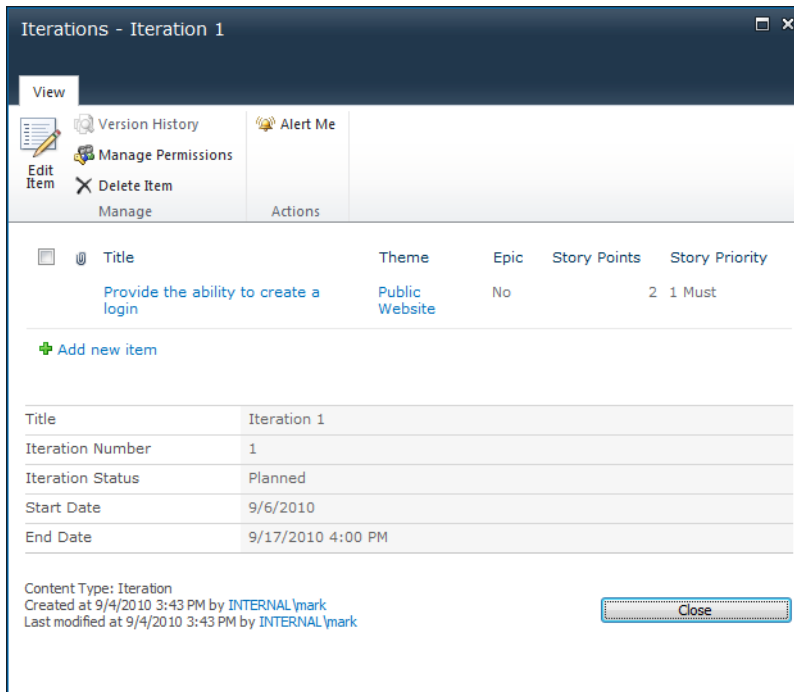 Iterations - Iteration 1
View
Edit
Item
Version History
Manage Permissions
Delete Item
Manage
Alert Me
Actions
Title Theme Epic Story Points Story Priority
Provide the ability to create a Public No 2 1 Must
login Website
Add new item
Title Iteration 1
Iteration Number 1
Iteration Status Planned
Start Date 9/6/2010
End Date 9/17/2010 4:00 PM
Content Type: Iteration
Created at 9/4/2010 3:43 PM by INTERNAL\mark
Last modified at 9/4/2010 3:43 PM by INTERNAL\mark
Close